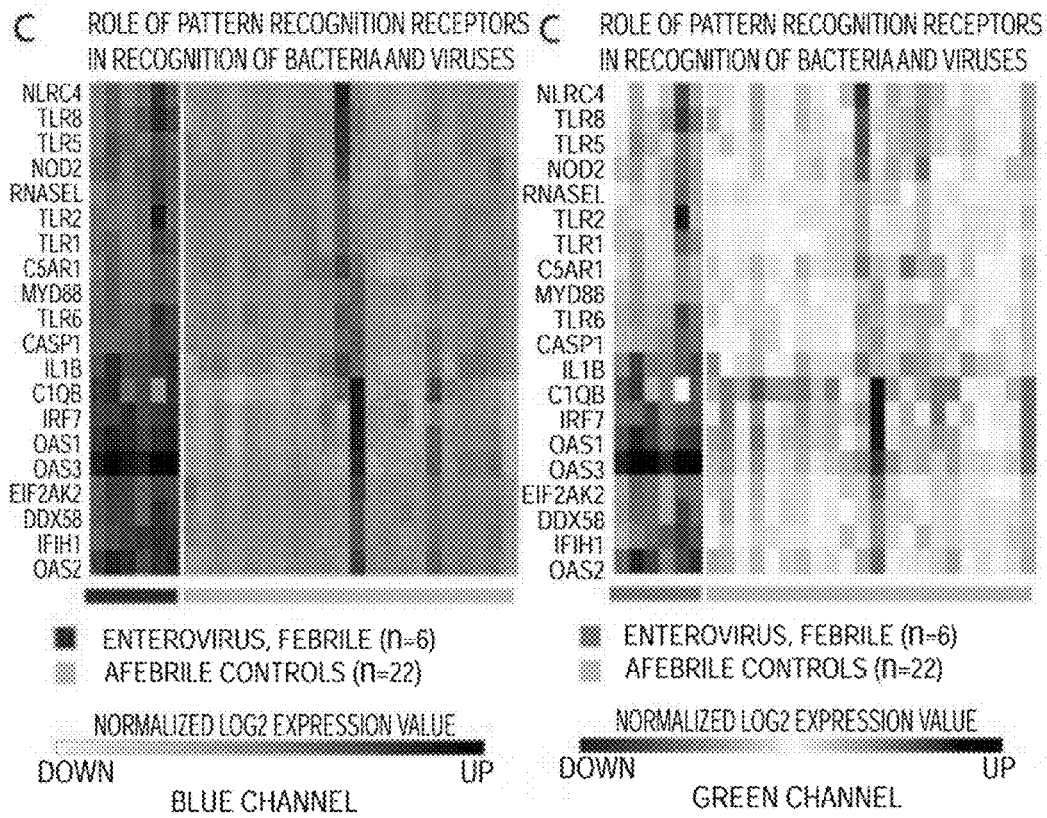 C ROLE OF PATTERN RECOGNITION RECEPTORS
IN RECOGNITION OF BACTERIA AND VIRUSES
NLRC4
TLR8
TLR5
NOD2
RNASEL
TLR2
TLR1
C5AR1
MYD88
TLR6
CASP1
IL1B
C1QB
IRF7
OAS1
OAS3
EIF2AK2
DDX58
IFIH1
OAS2
ENTEROVIRUS, FEBRILE (n=6)
AFEBRILE CONTROLS (n=22)
NORMALIZED LOG2 EXPRESSION VALUE
DOWN UP
BLUE CHANNEL
C ROLE OF PATTERN RECOGNITION RECEPTORS
IN RECOGNITION OF BACTERIA AND VIRUSES
NLRC4
TLR8
TLR5
NOD2
RNASEL
TLR2
TLR1
C5AR1
MYD88
TLR6
CASP1
IL1B
C1QB
IRF7
OAS1
OAS3
EIF2AK2
DDX58
IFIH1
OAS2
ENTEROVIRUS, FEBRILE (n=6)
AFEBRILE CONTROLS (n=22)
NORMALIZED LOG2 EXPRESSION VALUE
DOWN UP
GREEN CHANNEL